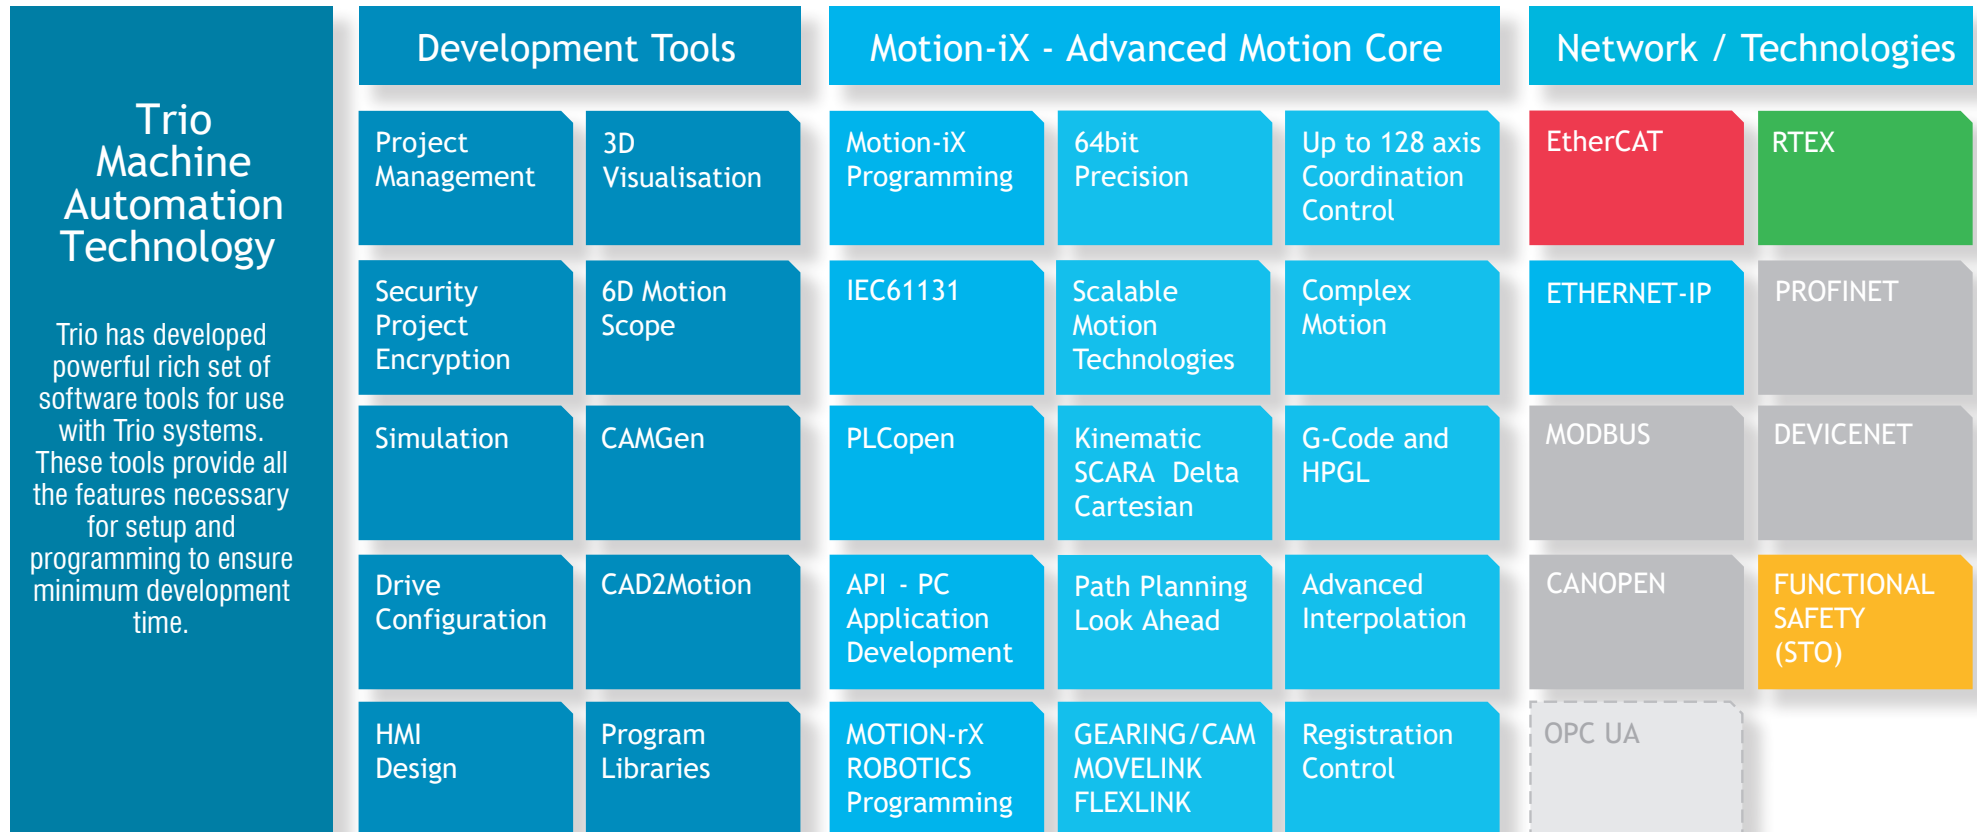 Trio
Machine
Automation
Technology
Trio has developed
powerful rich set of
software tools for use
with Trio systems.
These tools provide all
the features necessary
for setup and
programming to ensure
minimum development
time.
Development Tools
Project
Management
3D
Visualisation
Security
Project
Encryption
6D Motion
Scope
Simulation
CAMGen
Drive
Configuration
CAD2Motion
HMI
Design
Program
Libraries
Motion-iX - Advanced Motion Core
Motion-iX
Programming
64bit
Precision
Up to 128 axis
Coordination
Control
IEC61131
Scalable
Motion
Technologies
Complex
Motion
PLCopen
Kinematic
SCARA Delta
Cartesian
G-Code and
HPGL
API - PC
Application
Development
Path Planning
Look Ahead
Advanced
Interpolation
MOTION-rX
ROBOTICS
Programming
GEARING/CAM
MOVELINK
FLEXLINK
Registration
Control
Network / Technologies
EtherCAT
RTEX
ETHERNET-IP
PROFINET
MODBUS
DEVICENET
CANOPEN
FUNCTIONAL
SAFETY
(STO)
OPC UA